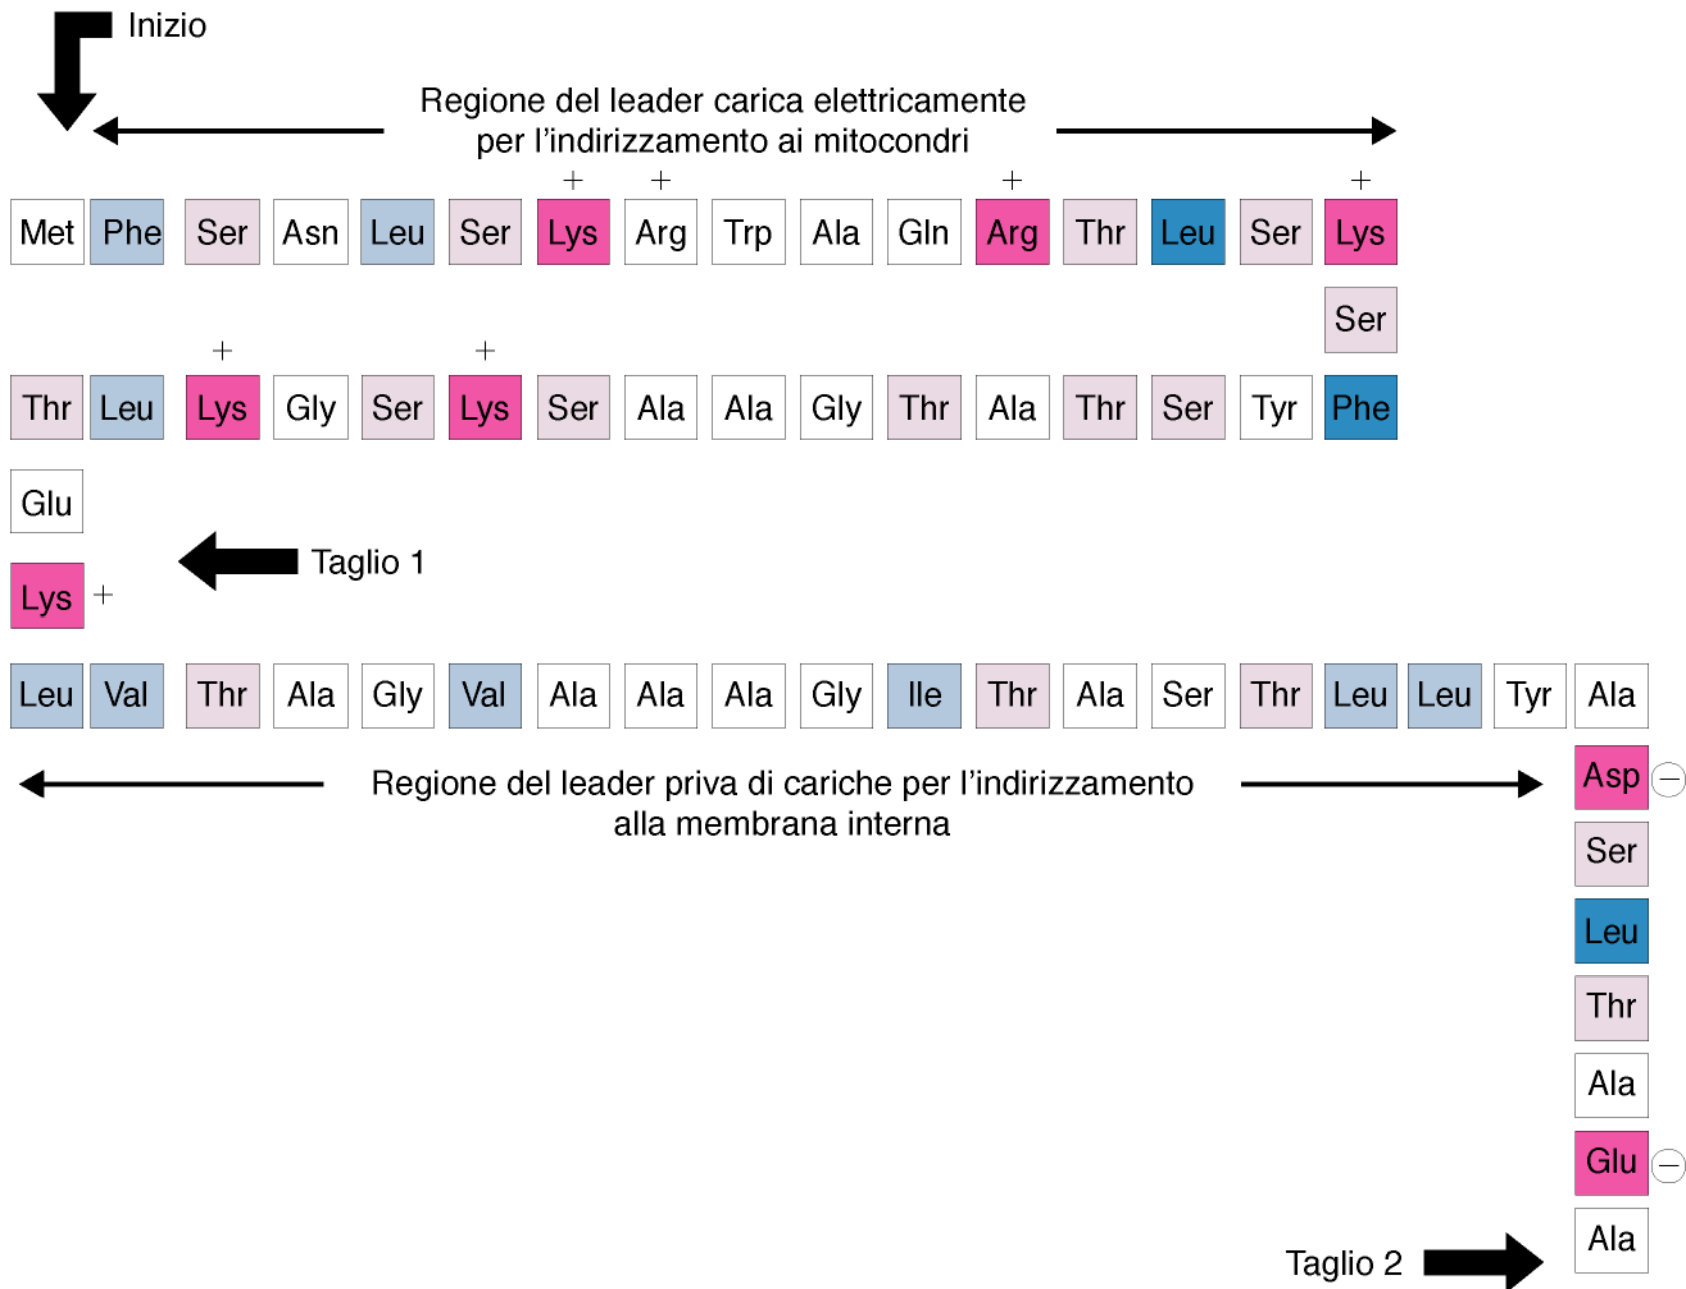 Inizio
Regione del leader carica elettricamente
per l'indirizzamento ai mitocondri
+ + + +
Met Phe Ser Asn Leu Ser Lys Arg Trp Ala Gln Arg Thr Leu Ser Lys
Ser
+ +
Thr Leu Lys Gly Ser Lys Ser Ala Ala Gly Thr Ala Thr Ser Tyr Phe
Glu
Taglio 1
Lys +
Leu Val Thr Ala Gly Val Ala Ala Ala Gly Ile Thr Ala Ser Thr Leu Leu Tyr Ala
Regione del leader priva di cariche per l'indirizzamento
alla membrana interna
Asp −
Ser
Leu
Thr
Ala
Glu −
Ala
Taglio 2